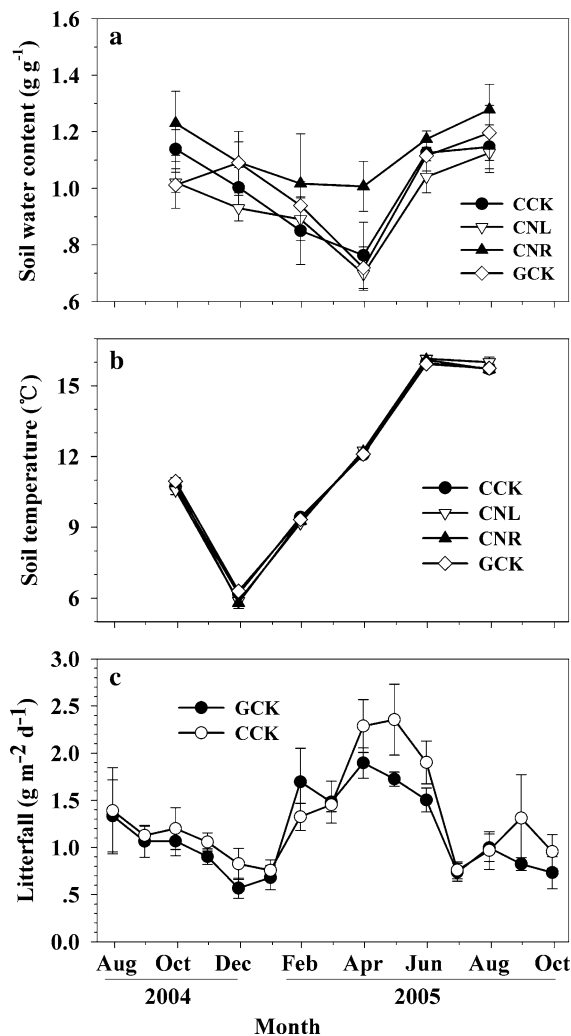 a
Soil water content (g g-1)
1.6
1.4
1.2
1.0
.8
.6
CCK
CNL
CNR
GCK
b
Soil temperature (℃)
15
12
9
6
CCK
CNL
CNR
GCK
c
Litterfall (g m-2 d-1)
3.0
2.5
2.0
1.5
1.0
.5
0.0
GCK
CCK
Aug Oct Dec Feb Apr Jun Aug Oct
2004 2005
Month